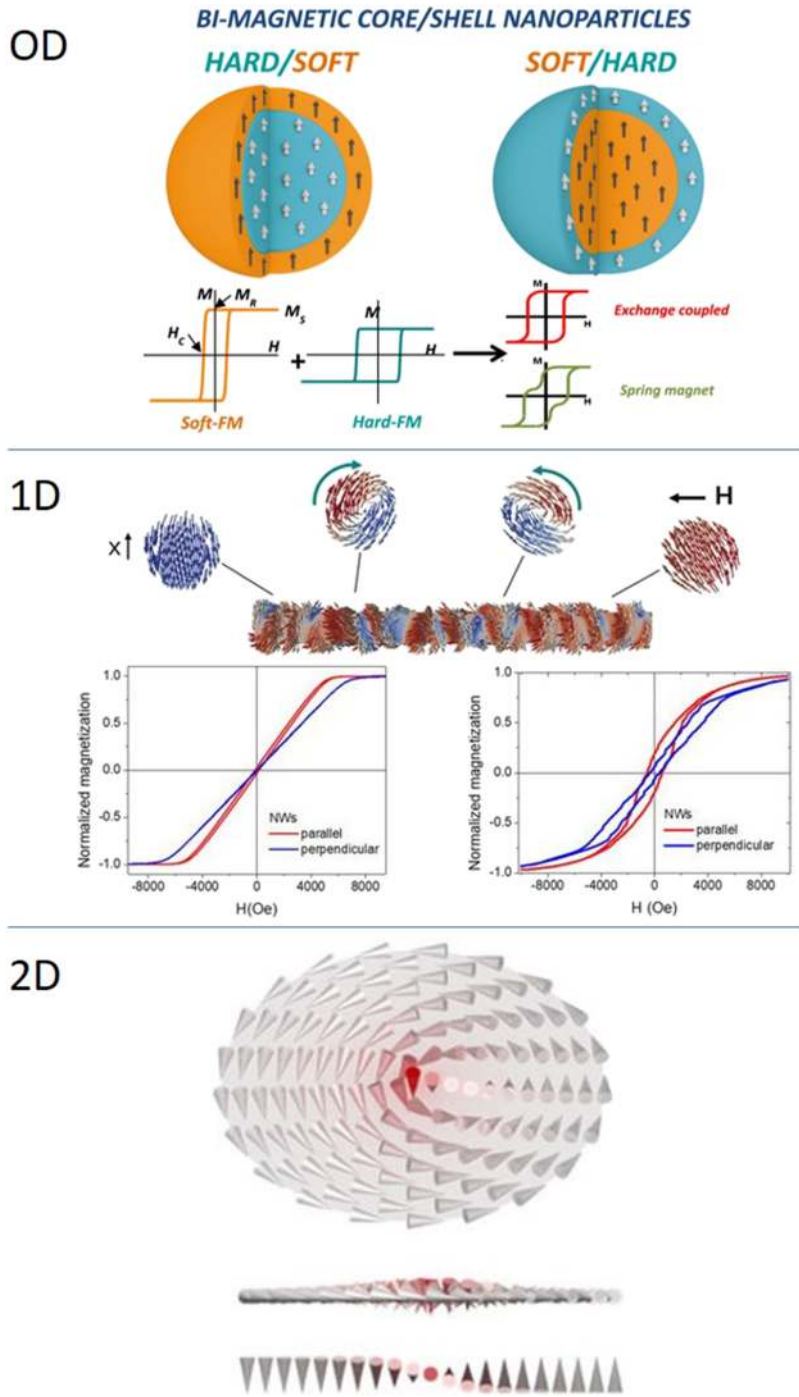 BI-MAGNETIC CORE/SHELL NANOPARTICLES
OD
HARD/SOFT
SOFT/HARD
M
M_R
M_S
H_C
H
Soft-FM
+
M
H
Hard-FM
M
H
Exchange coupled
M
H
Spring magnet
1D
X
H
Normalized magnetization
1.0
0.5
0.0
-0.5
-1.0
NWs
parallel
perpendicular
-8000 -4000 0 4000 8000
H(Oe)
Normalized magnetization
1.0
0.5
0.0
-0.5
-1.0
NWs
parallel
perpendicular
-8000 -4000 0 4000 8000
H (Oe)
2D